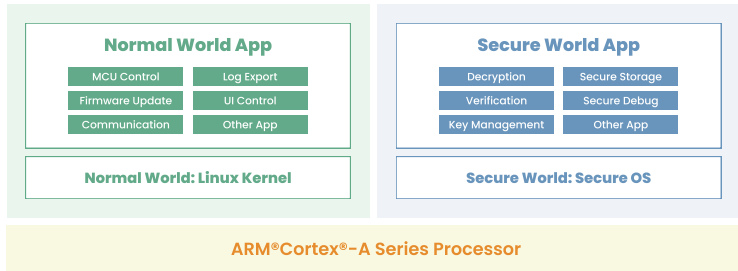 Normal World App
MCU Control
Log Export
Firmware Update
UI Control
Communication
Other App
Normal World: Linux Kernel
Secure World App
Decryption
Secure Storage
Verification
Secure Debug
Key Management
Other App
Secure World: Secure OS
ARM®Cortex®-A Series Processor